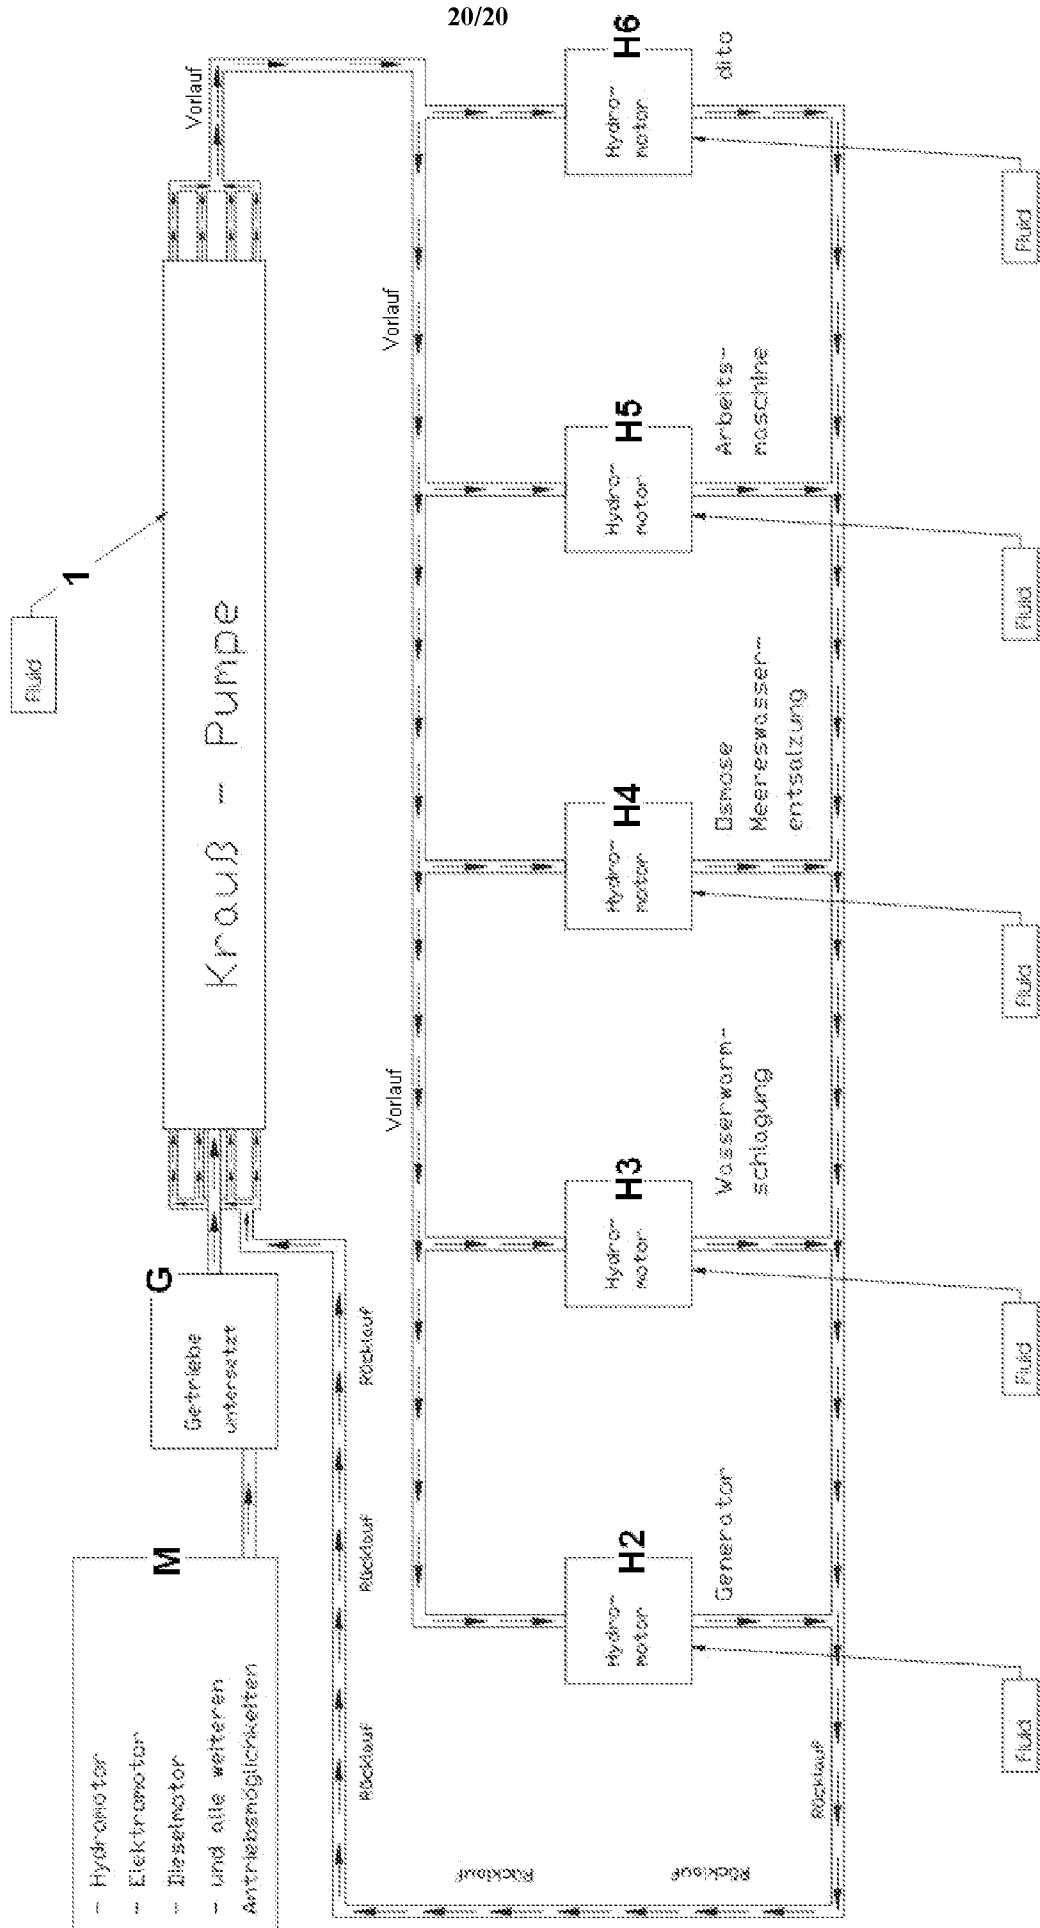 20/20
- Hydromotor
- Elektromotor
- Dieselmotor
- und alle weiteren
Antriebsmöglichkeiten
M
Getriebe
untersetzt
G
Krauß - Pumpe
1
fluid
Vorlauf
Vorlauf
Vorlauf
Rücklauf
Rücklauf
Rücklauf
Rücklauf
Rücklauf
Rücklauf
Hydro-
motor
H2
Generator
fluid
Hydro-
motor
H3
Wasserwarm-
schlagung
fluid
Hydro-
motor
H4
Osmose
Meereswasser-
entsalzung
fluid
Hydro-
motor
H5
Arbeits-
maschine
fluid
Hydro-
motor
H6
dito
fluid